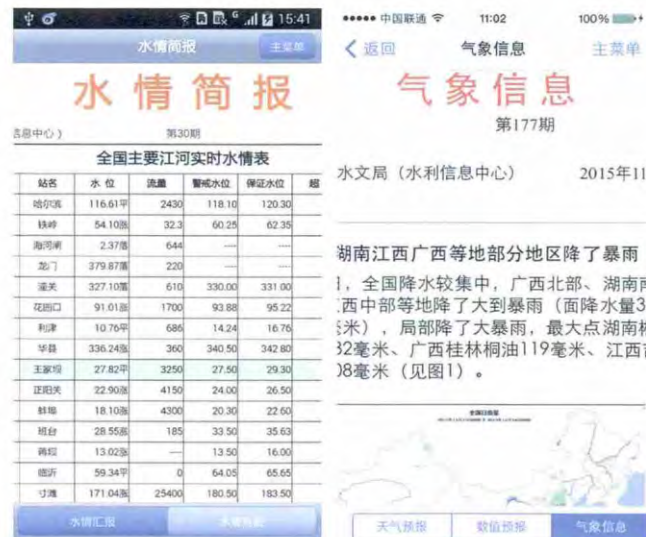 15:41
水情简报
主菜单
水情简报
信息中心）
第30期
全国主要江河实时水情表
站名 水 位 流量 警戒水位 保证水位 超
哈尔滨 116.61平 2430 118.10 120.30
铁岭 54.10涨 32.3 60.25 62.35
海河闸 2.37落 644 ---- ----
龙门 379.87落 220 ---- ----
潼关 327.10落 610 330.00 331.00
花园口 91.01涨 1700 93.88 95.22
利津 10.76平 686 14.24 16.76
华县 336.24涨 360 340.50 342.80
王家坝 27.82平 3250 27.50 29.30
正阳关 22.90涨 4150 24.00 26.50
蚌埠 18.10涨 4300 20.30 22.60
班台 28.55涨 185 33.50 35.63
蒋坝 13.02涨 ---- 13.50 16.00
临沂 59.34平 0 64.05 65.65
寸滩 171.04涨 25400 180.50 183.50
水情汇报
中国联通 11:02 100%
返回 气象信息 主菜单
气象信息
第177期
水文局（水利信息中心） 2015年11
湖南江西广西等地部分地区降了暴雨
，全国降水较集中，广西北部、湖南南
西中部等地降了大到暴雨（面降水量3
毫米），局部降了大暴雨，最大点湖南
32毫米、广西桂林桐油119毫米、江西
08毫米（见图1）。
全国日雨量
天气预报 数值预报 气象信息